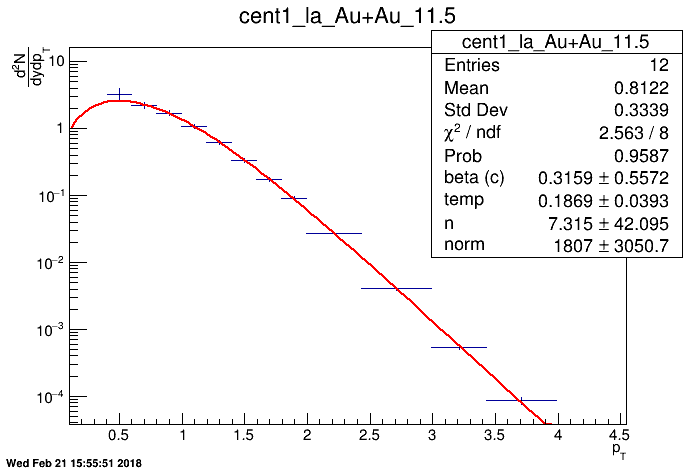 cent1_la_Au+Au_11.5
d²N
dydp_T
cent1_la_Au+Au_11.5
Entries 12
Mean 0.8122
Std Dev 0.3339
χ² / ndf 2.563 / 8
Prob 0.9587
beta (c) 0.3159 ± 0.5572
temp 0.1869 ± 0.0393
n 7.315 ± 42.095
norm 1807 ± 3050.7
10
1
10⁻¹
10⁻²
10⁻³
10⁻⁴
0.5 1 1.5 2 2.5 3 3.5 4 4.5
p_T
Wed Feb 21 15:55:51 2018